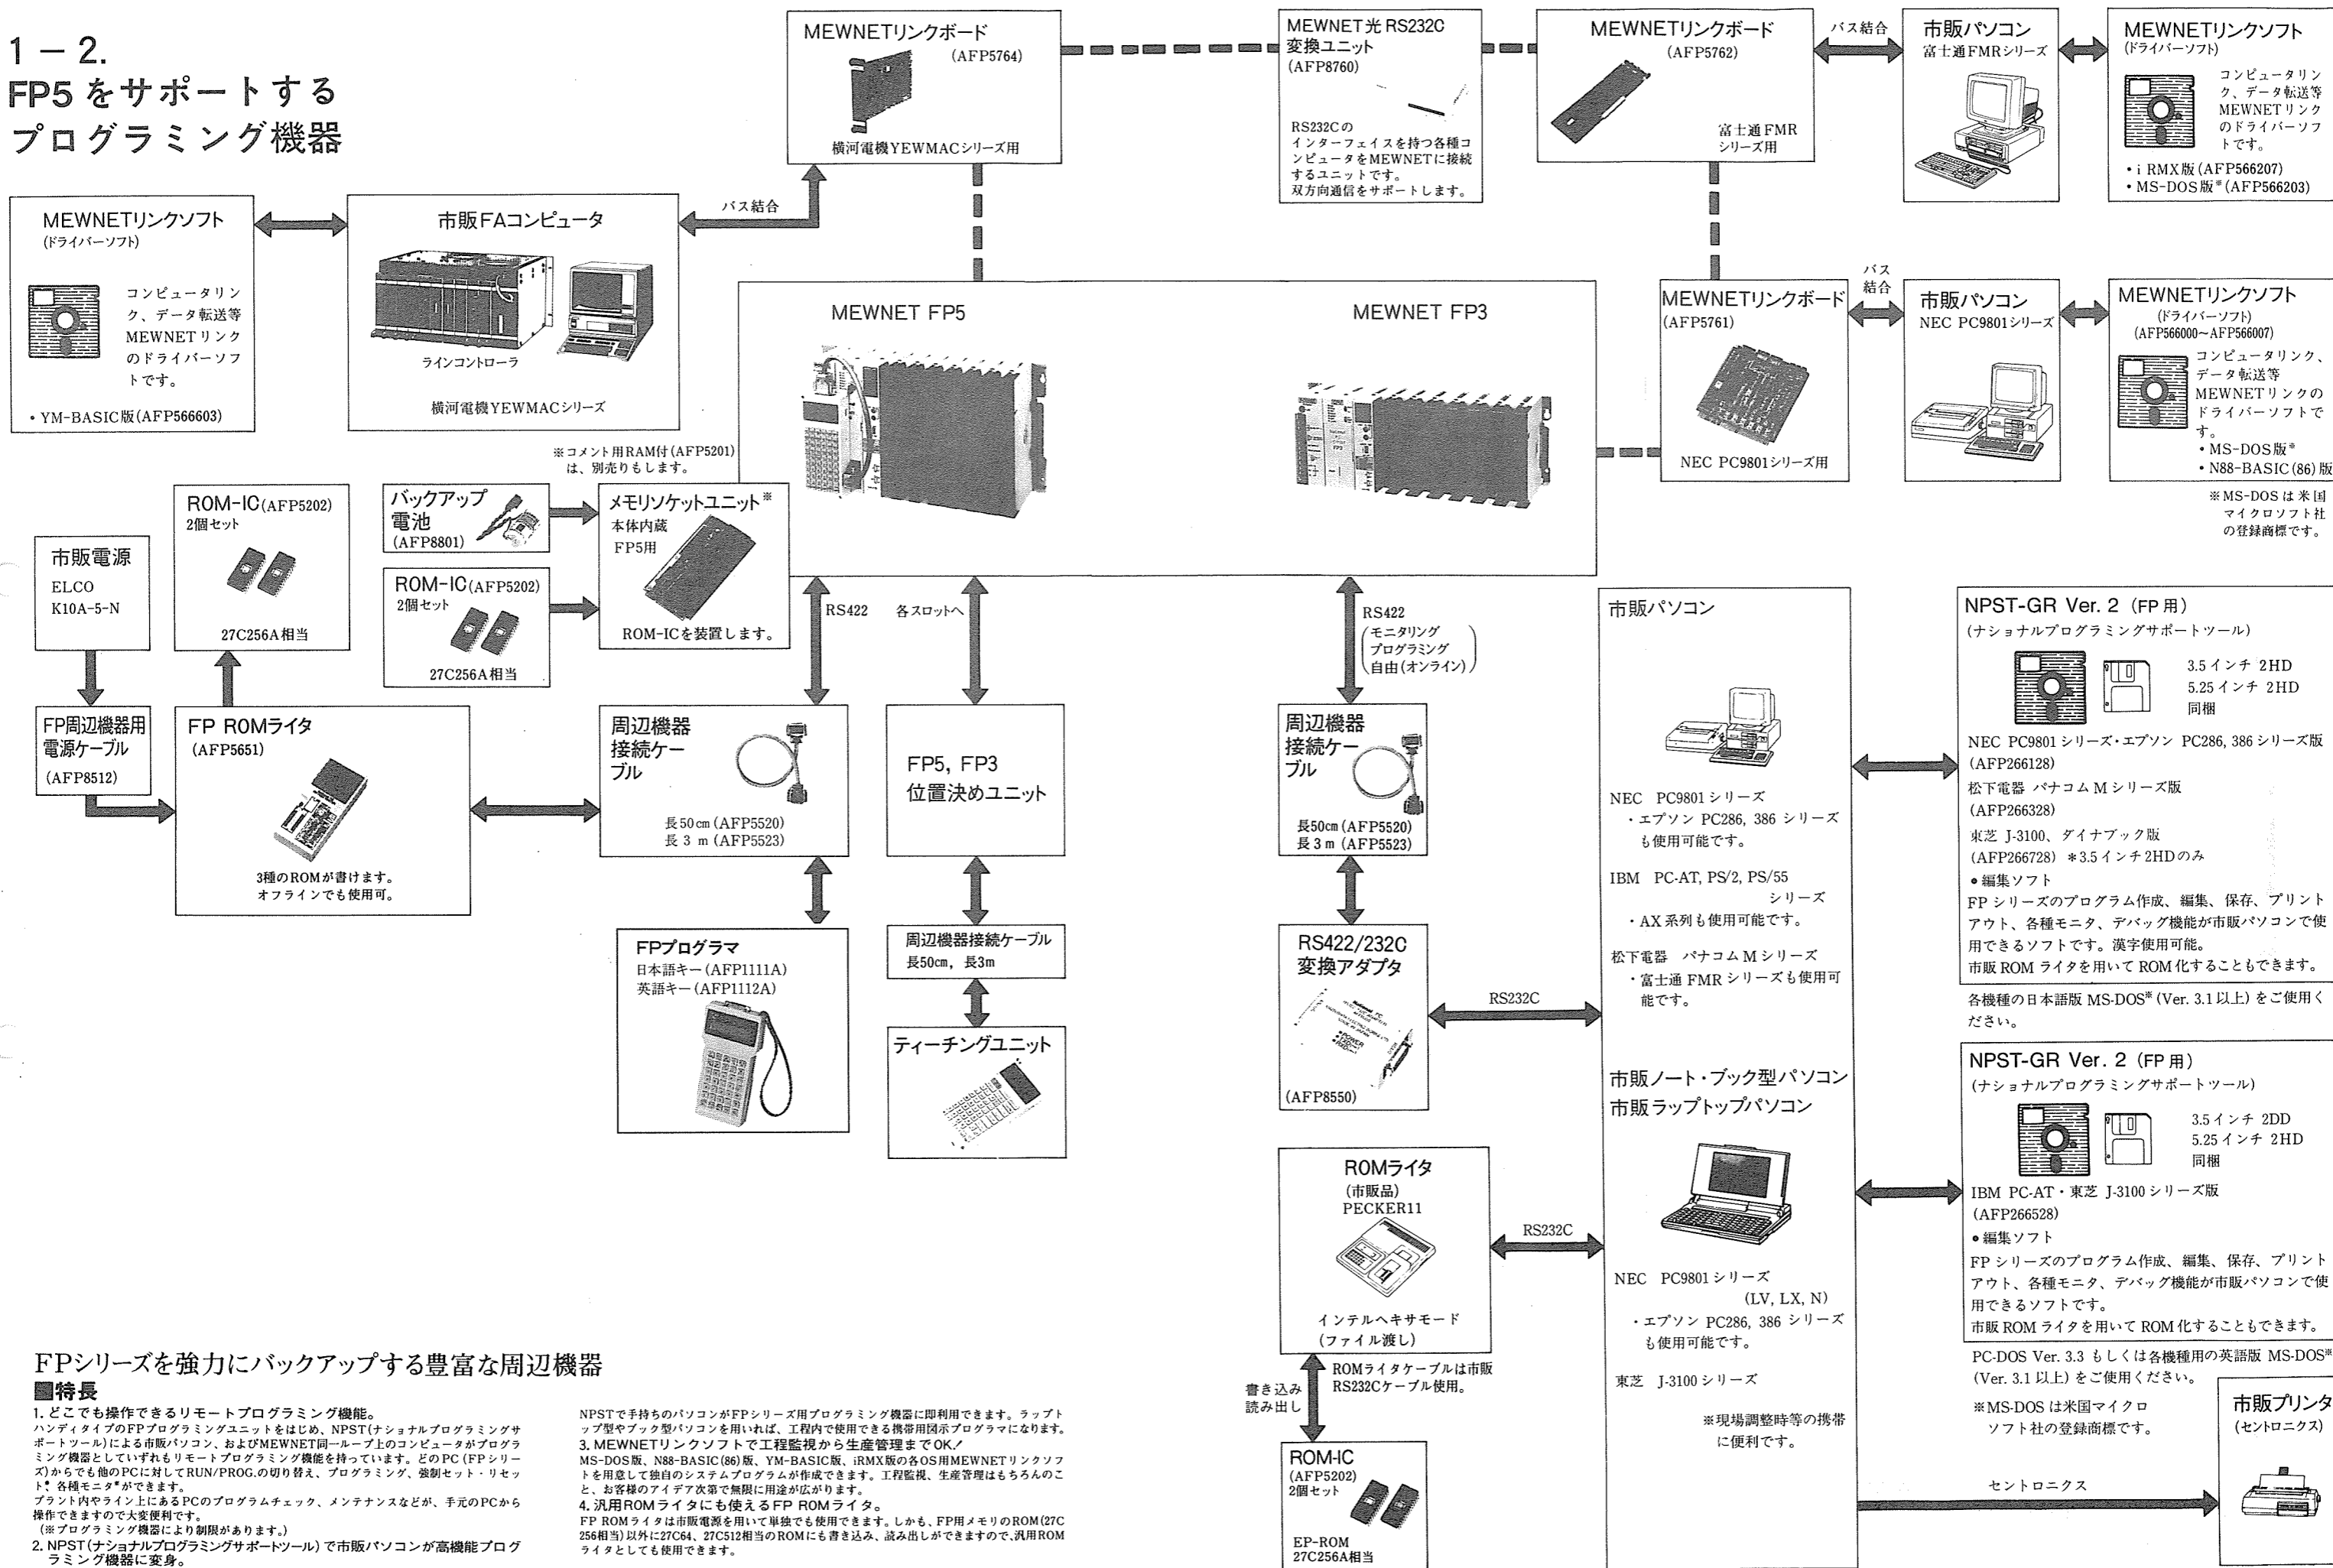 1－2.
FP5 をサポートする
プログラミング機器
MEWNETリンクボード
(AFP5764)
横河電機YEWMACシリーズ用
MEWNET光 RS232C
変換ユニット
(AFP8760)
RS232Cの
インターフェイスを持つ各種コ
ンピュータをMEWNETに接続
するユニットです。
双方向通信をサポートします。
MEWNETリンクボード
(AFP5762)
富士通 FMR
シリーズ用
バス結合
市販パソコン
富士通FMRシリーズ
MEWNETリンクソフト
(ドライバーソフト)
コンピュータリン
ク、データ転送等
MEWNETリンク
のドライバーソフ
トです。
・i RMX版(AFP566207)
・MS-DOS版※(AFP566203)
MEWNETリンクソフト
(ドライバーソフト)
コンピュータリン
ク、データ転送等
MEWNETリンク
のドライバーソフ
トです。
・YM-BASIC版(AFP566603)
市販FAコンピュータ
ラインコントローラ
横河電機YEWMACシリーズ
バス結合
MEWNET FP5
MEWNET FP3
MEWNETリンクボード
(AFP5761)
NEC PC9801シリーズ用
バス
結合
市販パソコン
NEC PC9801シリーズ
MEWNETリンクソフト
(ドライバーソフト)
(AFP566000〜AFP566007)
コンピュータリンク、
データ転送等
MEWNETリンクの
ドライバーソフトで
す。
・MS-DOS版※
・N88-BASIC(86)版
※MS-DOS は米国
マイクロソフト社
の登録商標です。
※コメント用RAM付(AFP5201)
は、別売りもします。
市販電源
ELCO
K10A-5-N
ROM-IC(AFP5202)
2個セット
27C256A相当
バックアップ
電池
(AFP8801)
ROM-IC(AFP5202)
2個セット
27C256A相当
メモリソケットユニット※
本体内蔵
FP5用
ROM-ICを装置します。
RS422
各スロットへ
RS422
(モニタリング
プログラミング
自由(オンライン))
FP周辺機器用
電源ケーブル
(AFP8512)
FP ROMライタ
(AFP5651)
3種のROMが書けます。
オフラインでも使用可。
周辺機器
接続ケー
ブル
長50cm (AFP5520)
長 3 m (AFP5523)
FP5, FP3
位置決めユニット
周辺機器
接続ケー
ブル
長50cm (AFP5520)
長 3 m (AFP5523)
FPプログラマ
日本語キー(AFP1111A)
英語キー(AFP1112A)
周辺機器接続ケーブル
長50cm, 長3m
ティーチングユニット
RS422/232C
変換アダプタ
POWER
(AFP8550)
RS232C
ROMライタ
(市販品)
PECKER11
インテルヘキサモード
(ファイル渡し)
RS232C
書き込み
読み出し
ROMライタケーブルは市販
RS232Cケーブル使用。
ROM-IC
(AFP5202)
2個セット
EP-ROM
27C256A相当
市販パソコン
NEC PC9801シリーズ
・エプソン PC286, 386 シリーズ
も使用可能です。
IBM PC-AT, PS/2, PS/55
シリーズ
・AX 系列も使用可能です。
松下電器 パナコム M シリーズ
・富士通 FMR シリーズも使用可
能です。
市販ノート・ブック型パソコン
市販ラップトップパソコン
NEC PC9801シリーズ
(LV, LX, N)
・エプソン PC286, 386 シリーズ
も使用可能です。
東芝 J-3100シリーズ
※現場調整時等の携帯
に便利です。
NPST-GR Ver. 2 (FP用)
(ナショナルプログラミングサポートツール)
3.5インチ 2HD
5.25インチ 2HD
同梱
NEC PC9801シリーズ・エプソン PC286, 386シリーズ版
(AFP266128)
松下電器 パナコム M シリーズ版
(AFP266328)
東芝 J-3100、ダイナブック版
(AFP266728) ＊3.5インチ2HDのみ
●編集ソフト
FP シリーズのプログラム作成、編集、保存、プリント
アウト、各種モニタ、デバッグ機能が市販パソコンで使
用できるソフトです。漢字使用可能。
市販 ROM ライタを用いて ROM 化することもできます。
各機種の日本語版 MS-DOS※ (Ver. 3.1以上) をご使用く
ださい。
NPST-GR Ver. 2 (FP用)
(ナショナルプログラミングサポートツール)
3.5インチ 2DD
5.25インチ 2HD
同梱
IBM PC-AT・東芝 J-3100シリーズ版
(AFP266528)
●編集ソフト
FP シリーズのプログラム作成、編集、保存、プリント
アウト、各種モニタ、デバッグ機能が市販パソコンで使
用できるソフトです。
市販 ROM ライタを用いて ROM 化することもできます。
PC-DOS Ver. 3.3 もしくは各機種用の英語版 MS-DOS※
(Ver. 3.1以上) をご使用ください。
※MS-DOS は米国マイクロ
ソフト社の登録商標です。
セントロニクス
市販プリンタ
(セントロニクス)
FPシリーズを強力にバックアップする豊富な周辺機器
■特長
1. どこでも操作できるリモートプログラミング機能。
ハンディタイプのFPプログラミングユニットをはじめ、NPST(ナショナルプログラミングサ
ポートツール)による市販パソコン、およびMEWNET同一ループ上のコンピュータがプログラ
ミング機器としていずれもリモートプログラミング機能を持っています。どのPC (FPシリー
ズ)からでも他のPCに対してRUN/PROG.の切り替え、プログラミング、強制セット・リセッ
ト※、各種モニタ※ができます。
プラント内やライン上にあるPCのプログラムチェック、メンテナンスなどが、手元のPCから
操作できますので大変便利です。
(※プログラミング機器により制限があります。)
2. NPST(ナショナルプログラミングサポートツール) で市販パソコンが高機能プログ
ラミング機器に変身。
NPSTで手持ちのパソコンがFPシリーズ用プログラミング機器に即利用できます。ラップト
ップ型やブック型パソコンを用いれば、工程内で使用できる携帯用図示プログラマになります。
3. MEWNETリンクソフトで工程監視から生産管理までOK!
MS-DOS版、N88-BASIC(86)版、YM-BASIC版、iRMX版の各OS用MEWNETリンクソフ
トを用意して独自のシステムプログラムが作成できます。工程監視、生産管理はもちろんのこ
と、お客様のアイデア次第で無限に用途が広がります。
4. 汎用ROMライタにも使えるFP ROMライタ。
FP ROMライタは市販電源を用いて単独でも使用できます。しかも、FP用メモリのROM(27C
256相当)以外に27C64、27C512相当のROMにも書き込み、読み出しができますので、汎用ROM
ライタとしても使用できます。